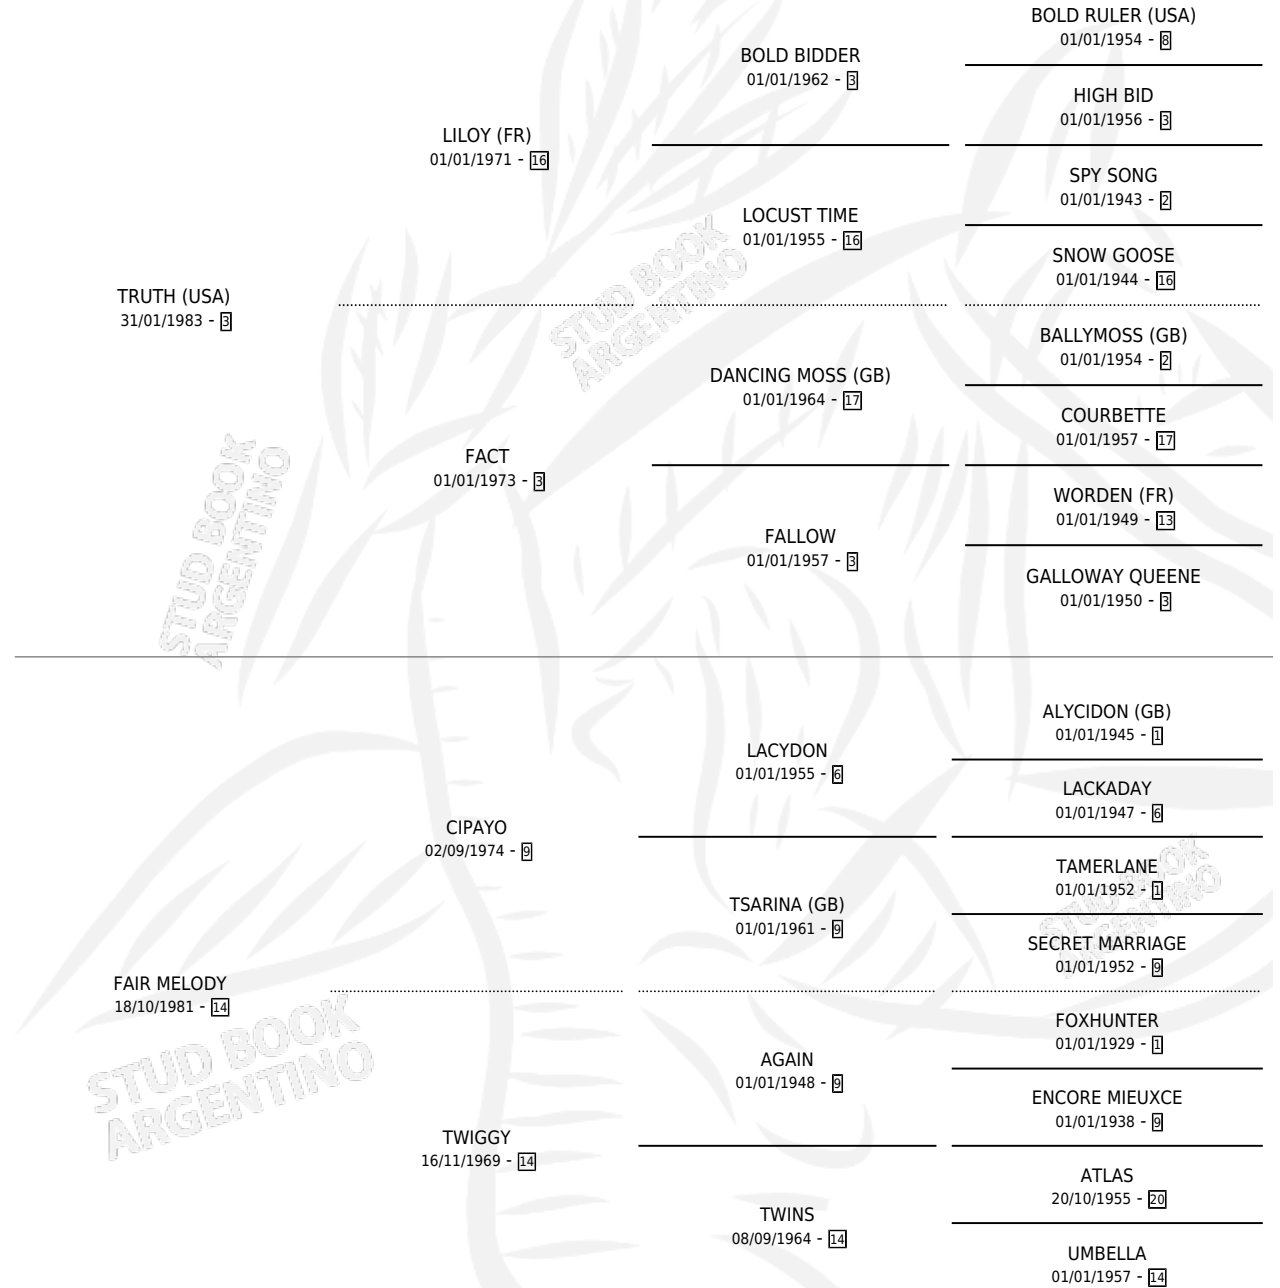 BOLD RULER (USA)
01/01/1954 - 8
BOLD BIDDER
01/01/1962 - 3
HIGH BID
01/01/1956 - 3
LILOY (FR)
01/01/1971 - 16
SPY SONG
01/01/1943 - 2
LOCUST TIME
01/01/1955 - 16
SNOW GOOSE
01/01/1944 - 16
TRUTH (USA)
31/01/1983 - 3
STUD BOOK
ARGENTINO
BALLYMOSS (GB)
01/01/1954 - 2
DANCING MOSS (GB)
01/01/1964 - 17
COURBETTE
01/01/1957 - 17
FACT
01/01/1973 - 3
WORDEN (FR)
01/01/1949 - 13
FALLOW
01/01/1957 - 3
GALLOWAY QUEENE
01/01/1950 - 3
STUD BOOK
ARGENTINO
ALYCIDON (GB)
01/01/1945 - 1
LACYDON
01/01/1955 - 6
LACKADAY
01/01/1947 - 6
CIPAYO
02/09/1974 - 9
TAMERLANE
01/01/1952 - 1
TSARINA (GB)
01/01/1961 - 9
SECRET MARRIAGE
01/01/1952 - 9
STUD BOOK
ARGENTINO
FAIR MELODY
18/10/1981 - 14
FOXHUNTER
01/01/1929 - 1
AGAIN
01/01/1948 - 9
ENCORE MIEUXCE
01/01/1938 - 9
STUD BOOK
ARGENTINO
TWIGGY
16/11/1969 - 14
ATLAS
20/10/1955 - 20
TWINS
08/09/1964 - 14
UMBELLA
01/01/1957 - 14